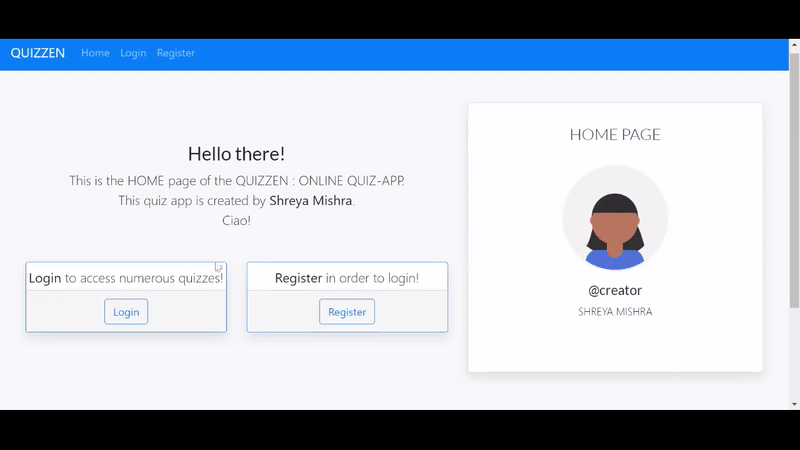 QUIZZEN Home Login Register
Hello there!
This is the HOME page of the QUIZZEN : ONLINE QUIZ-APP.
This quiz app is created by Shreya Mishra.
Ciao!
Login to access numerous quizzes!
Login
Register in order to login!
Register
HOME PAGE
@creator
SHREYA MISHRA